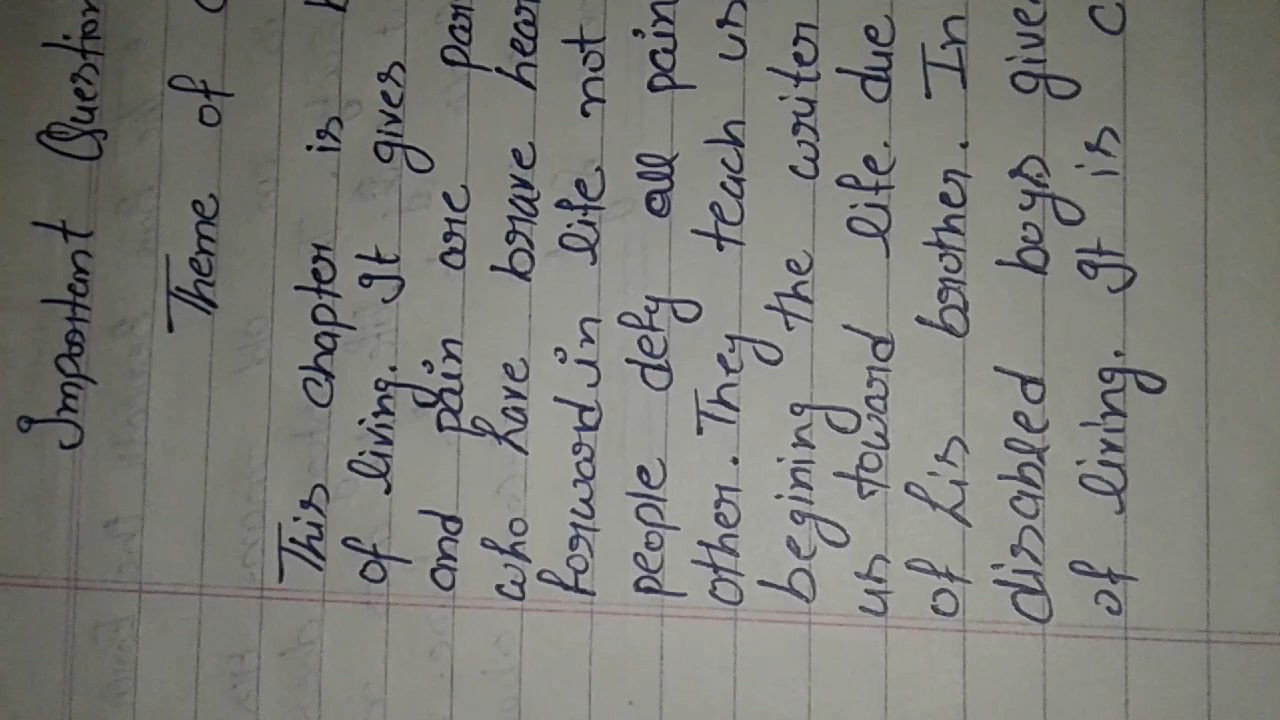 Importent Question
Theme of
This chapter is
of living. It gives
and pain are par
who have brave hear
forward in life not
people defy all pain
other. They teach us
begining the writer
us toward life. due
of his brother. In
disabled boys give
of living. It is c